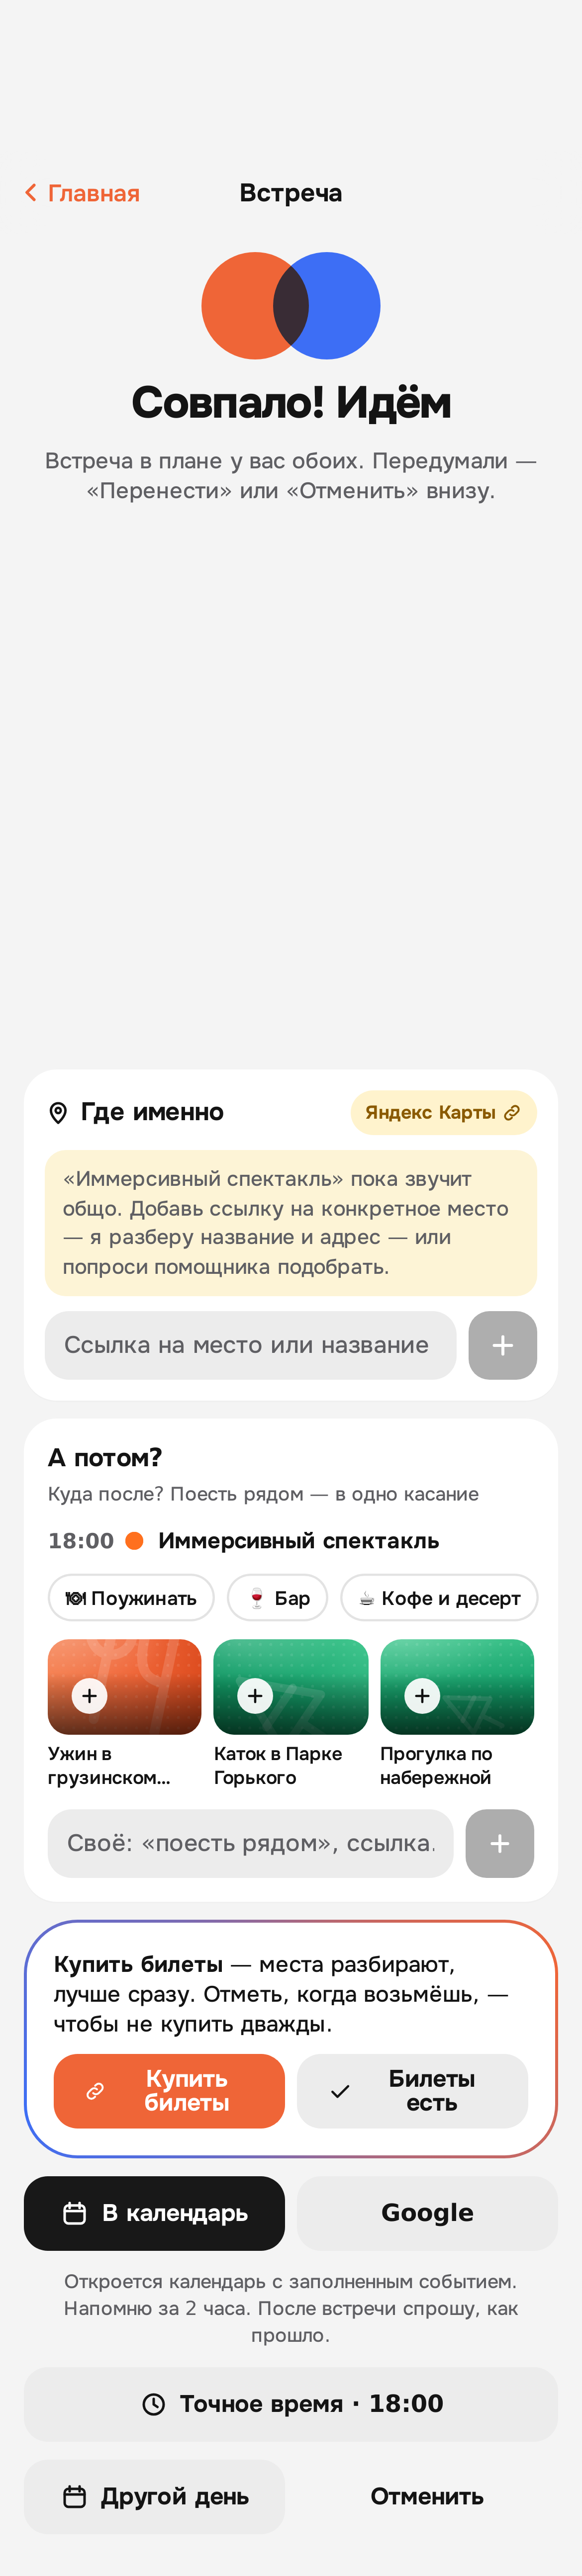 Главная
Встреча
Совпало! Идём
Встреча в плане у вас обоих. Передумали —
«Перенести» или «Отменить» внизу.
Где именно
Яндекс Карты
«Иммерсивный спектакль» пока звучит
общо. Добавь ссылку на конкретное место
— я разберу название и адрес — или
попроси помощника подобрать.
Ссылка на место или название
А потом?
Куда после? Поесть рядом — в одно касание
18:00 Иммерсивный спектакль
🍽 Поужинать
🍷 Бар
☕ Кофе и десерт
Ужин в
грузинском…
Каток в Парке
Горького
Прогулка по
набережной
Своё: «поесть рядом», ссылка.
Купить билеты — места разбирают,
лучше сразу. Отметь, когда возьмёшь, —
чтобы не купить дважды.
Купить
билеты
Билеты
есть
В календарь
Google
Откроется календарь с заполненным событием.
Напомню за 2 часа. После встречи спрошу, как
прошло.
Точное время · 18:00
Другой день
Отменить